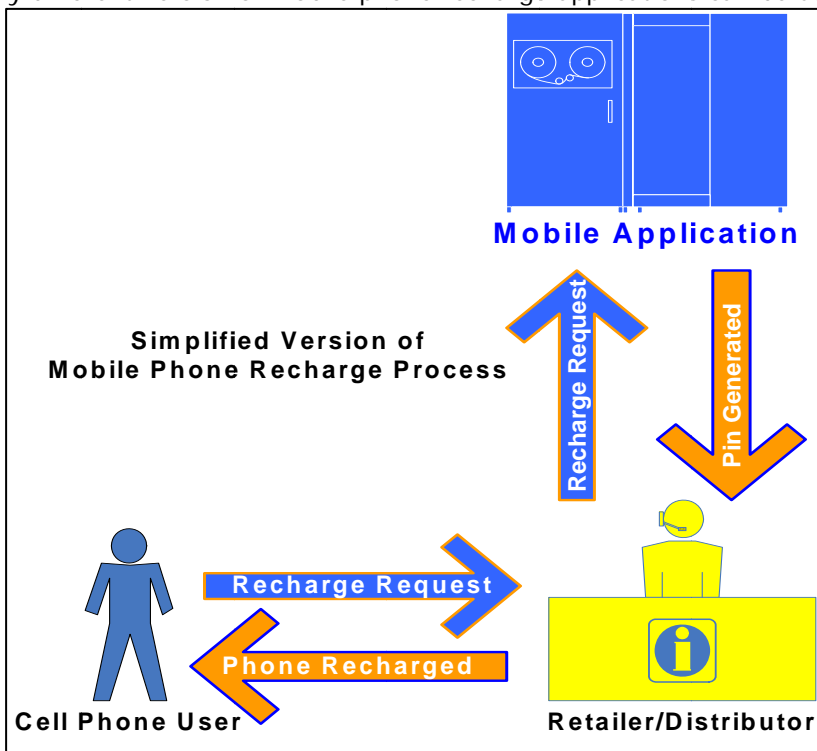 Mobile Application
Simplified Version of
Mobile Phone Recharge Process
Recharge Request
Pin Generated
Recharge Request
Phone Recharged
Cell Phone User
Retailer/Distributor